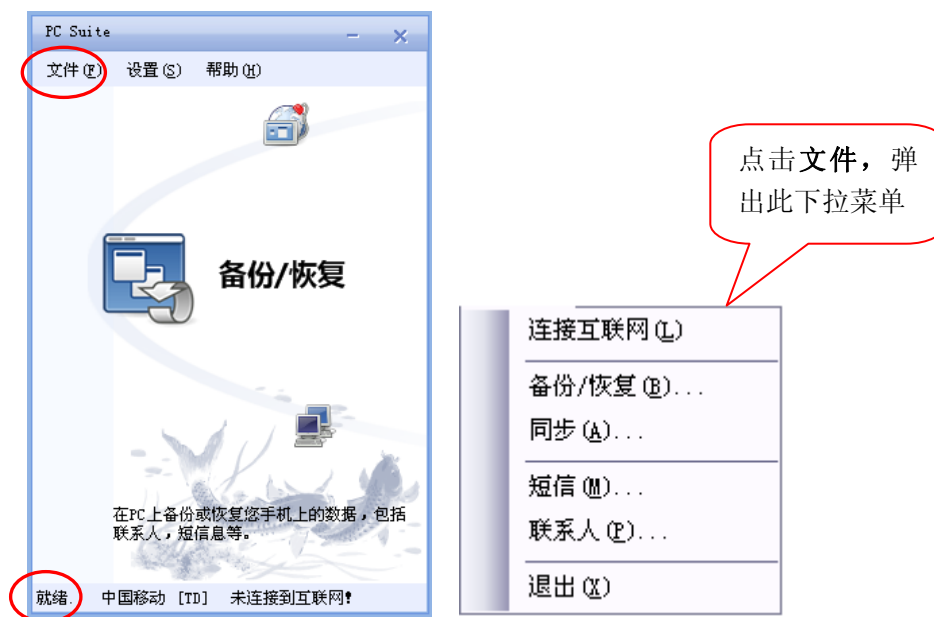 PC Suite
文件(F) 设置(S) 帮助(H)
备份/恢复
在PC上备份或恢复您手机上的数据，包括
联系人，短信息等。
就绪. 中国移动 [TD] 未连接到互联网!
点击文件，弹
出此下拉菜单
连接互联网(L)
备份/恢复(B)...
同步(A)...
短信(M)...
联系人(P)...
退出(X)